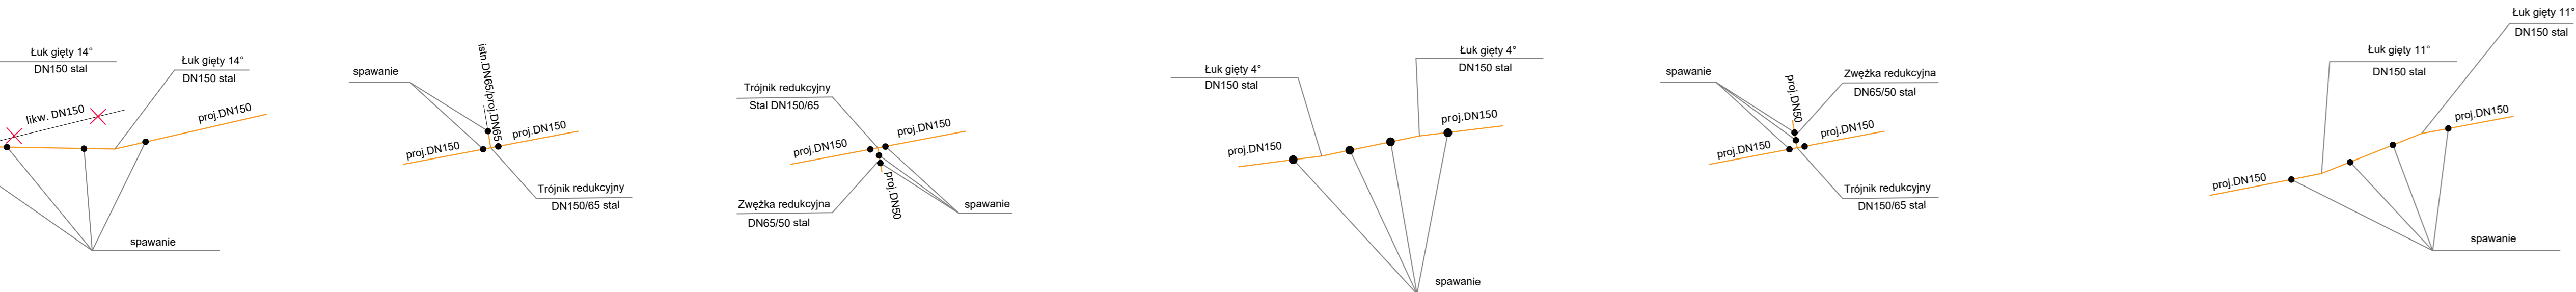 Łuk gięty 14°
DN150 stal
Łuk gięty 14°
DN150 stal
likw. DN150
proj.DN150
spawanie
spawanie
istn.DN65/proj.DN65
proj.DN150
proj.DN150
Trójnik redukcyjny
DN150/65 stal
Trójnik redukcyjny
Stal DN150/65
proj.DN150
proj.DN150
Zwężka redukcyjna
DN65/50 stal
proj.DN50
spawanie
Łuk gięty 4°
DN150 stal
Łuk gięty 4°
DN150 stal
proj.DN150
proj.DN150
spawanie
spawanie
proj.DN50
Zwężka redukcyjna
DN65/50 stal
proj.DN150
proj.DN150
Trójnik redukcyjny
DN150/65 stal
Łuk gięty 11°
DN150 stal
Łuk gięty 11°
DN150 stal
proj.DN150
proj.DN150
spawanie